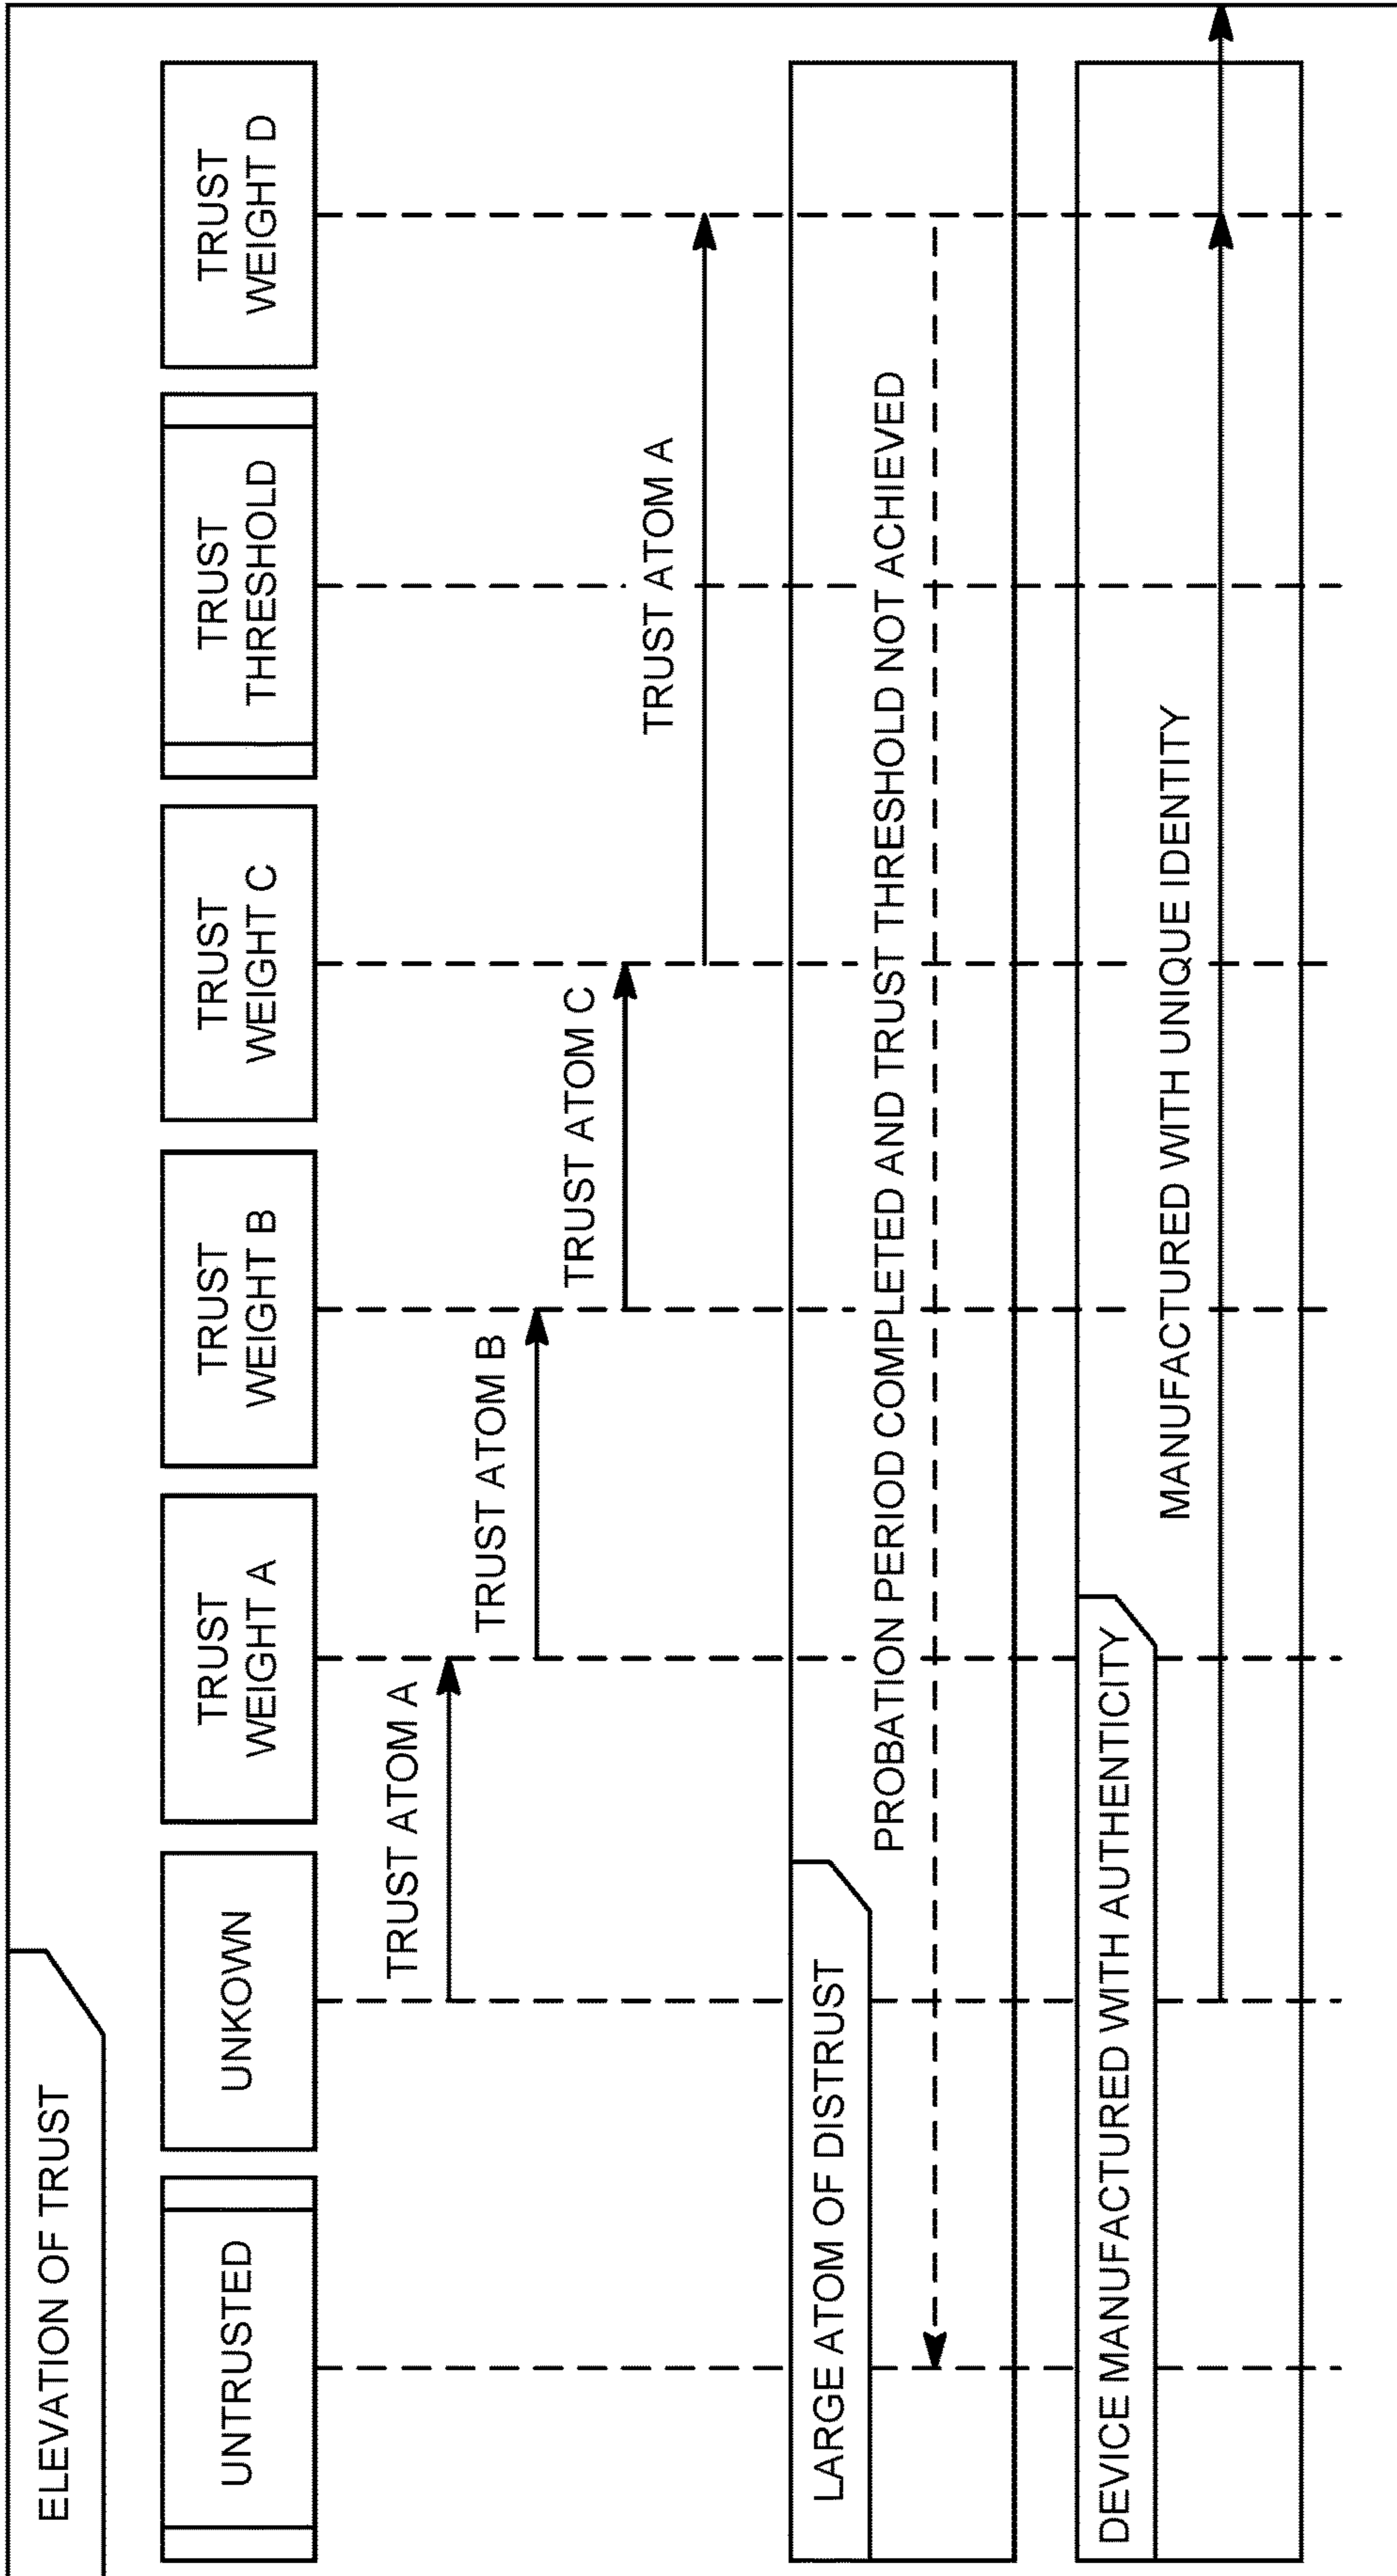 ELEVATION OF TRUST
UNTRUSTED
UNKOWN
TRUST
WEIGHT A
TRUST
WEIGHT B
TRUST
WEIGHT C
TRUST
THRESHOLD
TRUST
WEIGHT D
TRUST ATOM A
TRUST ATOM B
TRUST ATOM C
TRUST ATOM A
LARGE ATOM OF DISTRUST
PROBATION PERIOD COMPLETED AND TRUST THRESHOLD NOT ACHIEVED
DEVICE MANUFACTURED WITH AUTHENTICITY
MANUFACTURED WITH UNIQUE IDENTITY